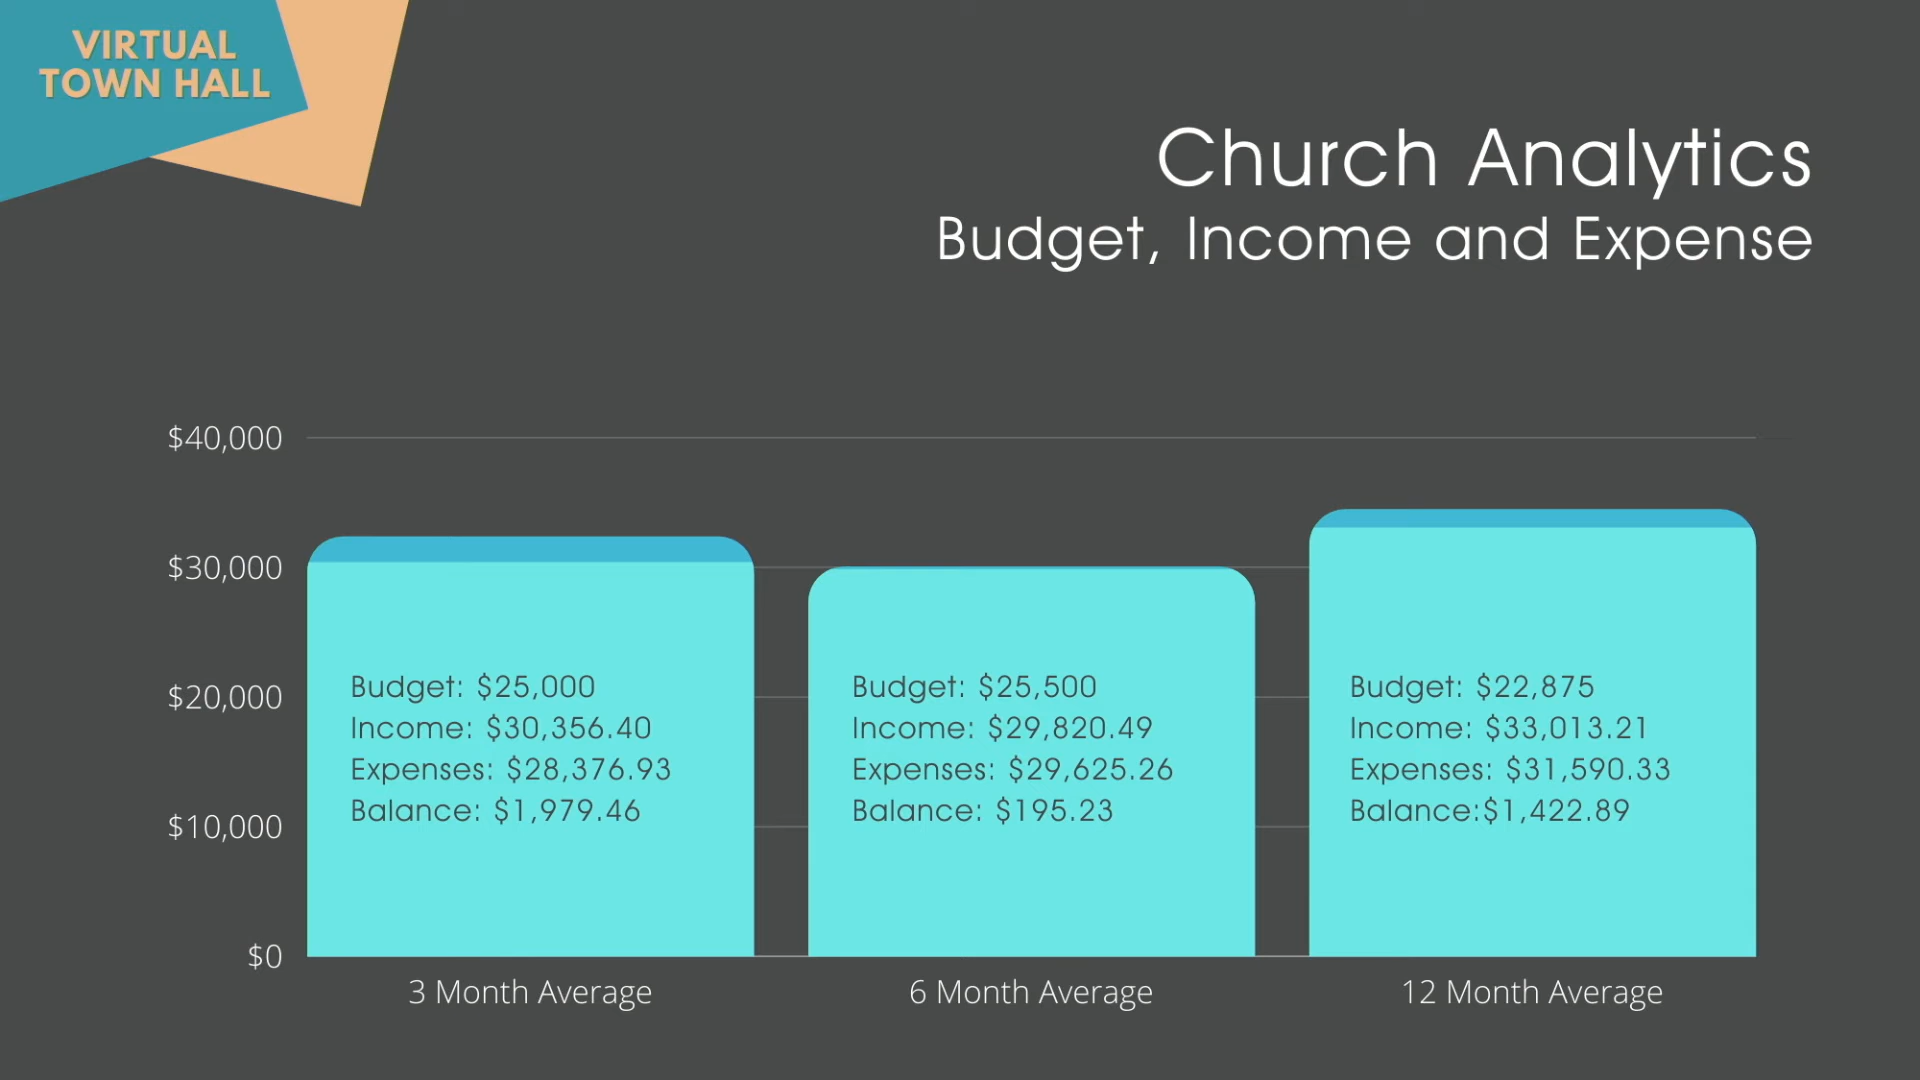 VIRTUAL
TOWN HALL
Church Analytics
Budget, Income and Expense
$40,000
$30,000
$20,000
$10,000
$0
Budget: $25,000
Income: $30,356.40
Expenses: $28,376.93
Balance: $1,979.46
Budget: $25,500
Income: $29,820.49
Expenses: $29,625.26
Balance: $195.23
Budget: $22,875
Income: $33,013.21
Expenses: $31,590.33
Balance:$1,422.89
3 Month Average
6 Month Average
12 Month Average